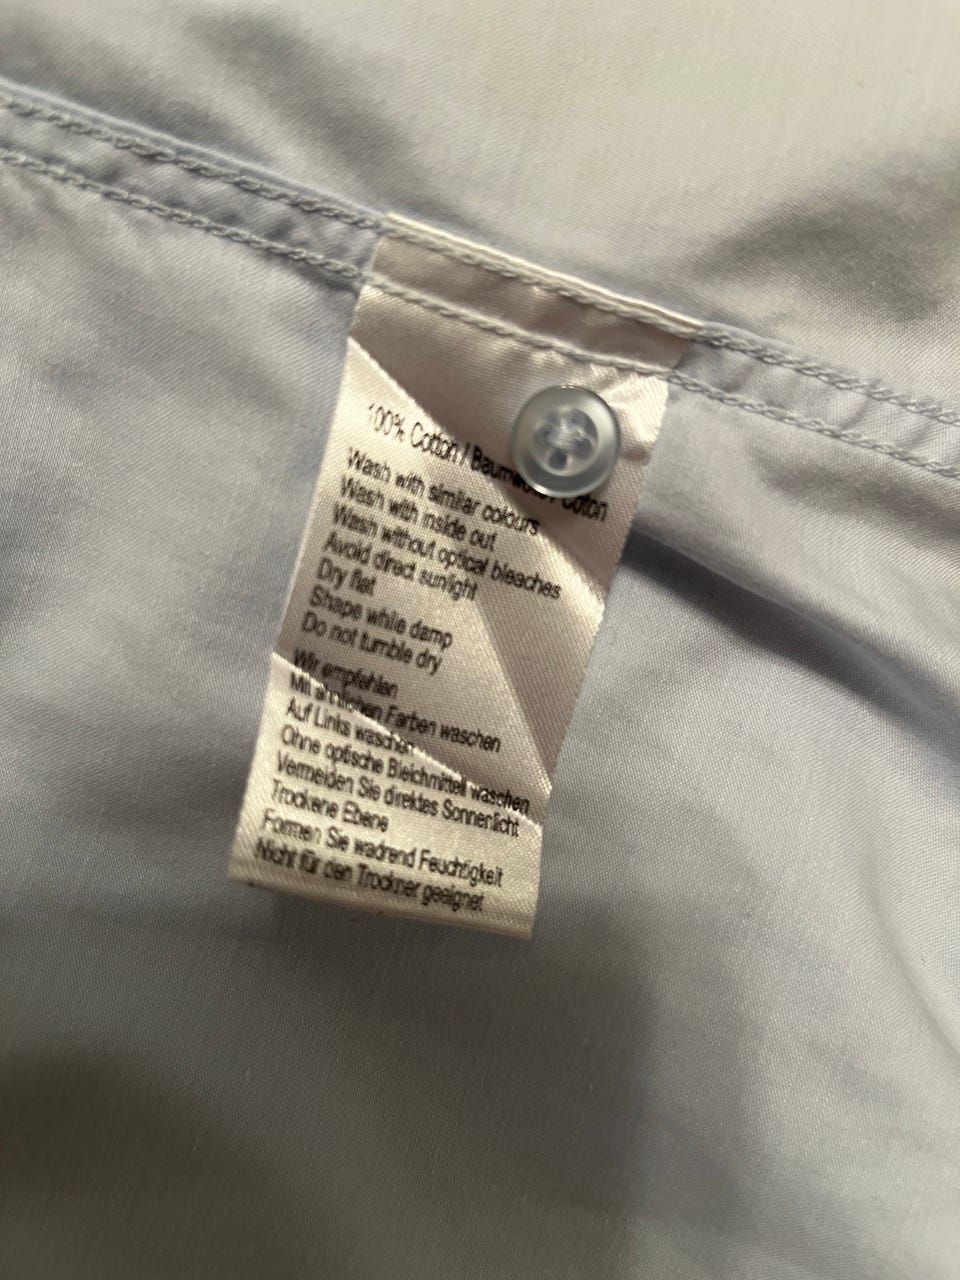 100% Cotton / Baumwolle / Coton
Wash with similar colours
Wash with inside out
Wash without optical bleaches
Avoid direct sunlight
Dry flat
Shape while damp
Do not tumble dry
Wir empfehlen
Mit ähnlichen Farben waschen
Auf Links waschen
Ohne optische Bleichmittel waschen
Vermeiden Sie direktes Sonnenlicht
Trockene Ebene
Formen Sie wadrend Feuchtigkeit
Nicht für den Trockner geeignet